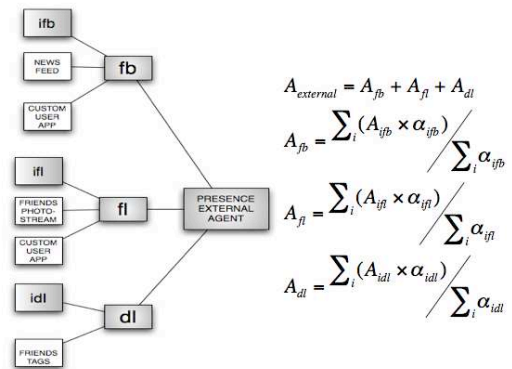 ifb
NEWS
FEED
CUSTOM
USER
APP
fb
ifl
FRIENDS
PHOTO-
STREAM
CUSTOM
USER
APP
fl
idl
FRIENDS
TAGS
dl
PRESENCE
EXTERNAL
AGENT
A_external = A_fb + A_fl + A_dl
A_fb = ∑_i (A_ifb × α_ifb) / ∑_i α_ifb
A_fl = ∑_i (A_ifl × α_ifl) / ∑_i α_ifl
A_dl = ∑_i (A_idl × α_idl) / ∑_i α_idl